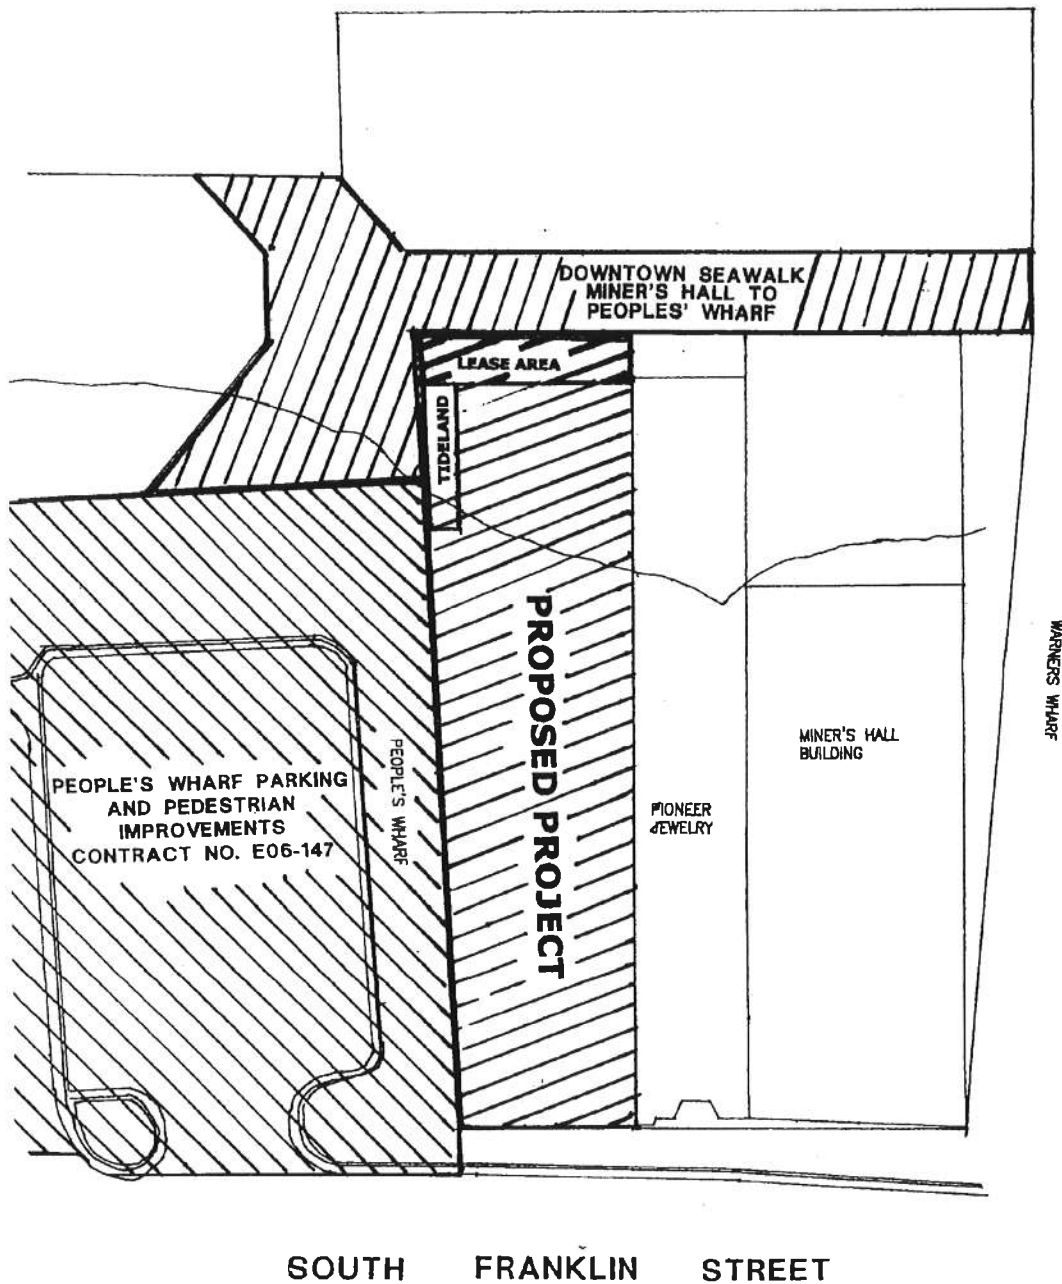 DOWNTOWN SEAWALK
MINER'S HALL TO
PEOPLES' WHARF
LEASE AREA
TIDELAND
PROPOSED PROJECT
WARNERS WHARF
MINER'S HALL
BUILDING
PEOPLE'S WHARF
PIONEER
JEWELRY
PEOPLE'S WHARF PARKING
AND PEDESTRIAN
IMPROVEMENTS
CONTRACT NO. E06-147
SOUTH FRANKLIN STREET